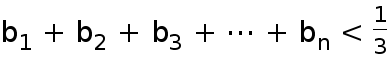 b₁ + b₂ + b₃ + ⋯ + bₙ < 1/3